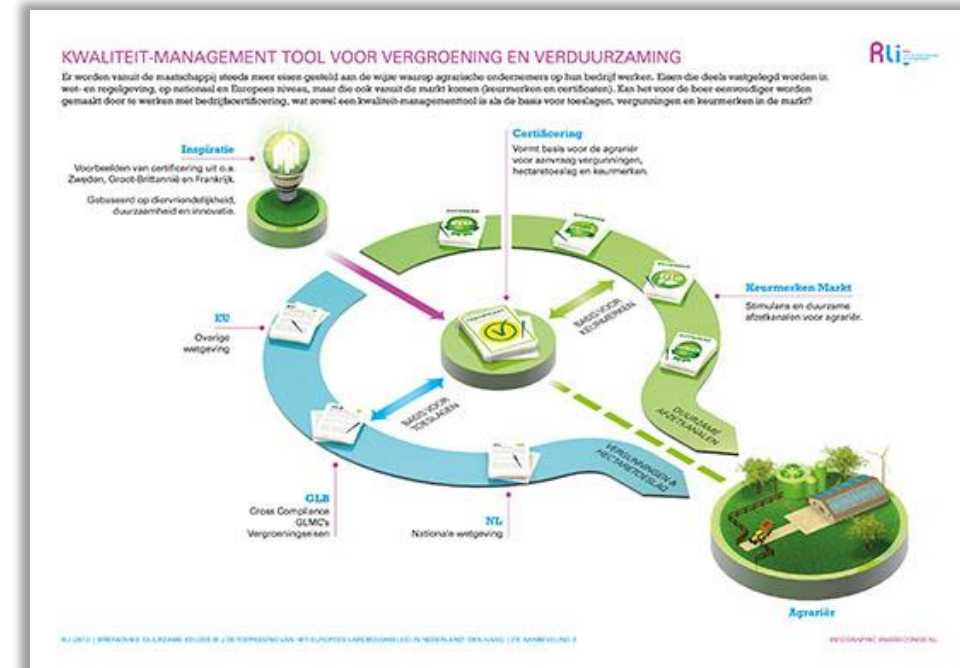 KWALITEIT-MANAGEMENT TOOL VOOR VERGROENING EN VERDUURZAMING
Rli
Er worden vanuit de maatschappij steeds meer eisen gesteld aan de wijze waarop agrarische ondernemers op hun bedrijf werken. Eisen die deels vastgelegd worden in
wet- en regelgeving, op nationaal en Europees niveau, maar die ook vanuit de markt komen (keurmerken en certificaten). Kan het voor de boer eenvoudiger worden
gemaakt door te werken met bedrijfscertificering, wat zowel een kwaliteit-managementtool is als de basis voor toeslagen, vergunningen en keurmerken in de markt?
Inspiratie
Voorbeelden van certificering uit o.a.
Zweden, Groot-Brittannië en Frankrijk.
Gebaseerd op diervriendelijkheid,
duurzaamheid en innovatie.
Certificering
Vormt basis voor de agrariër
voor aanvraag vergunningen,
hectaretoeslag en keurmerken.
Keurmerken Markt
Stimulans en duurzame
afzetkanalen voor agrariër.
EU
Overige
wetgeving
BASIS VOOR
KEURMERKEN
BASIS VOOR
TOESLAGEN
DUURZAME
AFZETKANALEN
VERGUNNINGEN &
HECTARETOESLAG
GLB
Cross Compliance
GLMC's
Vergroeningseisen
NL
Nationale wetgeving
Agrariër